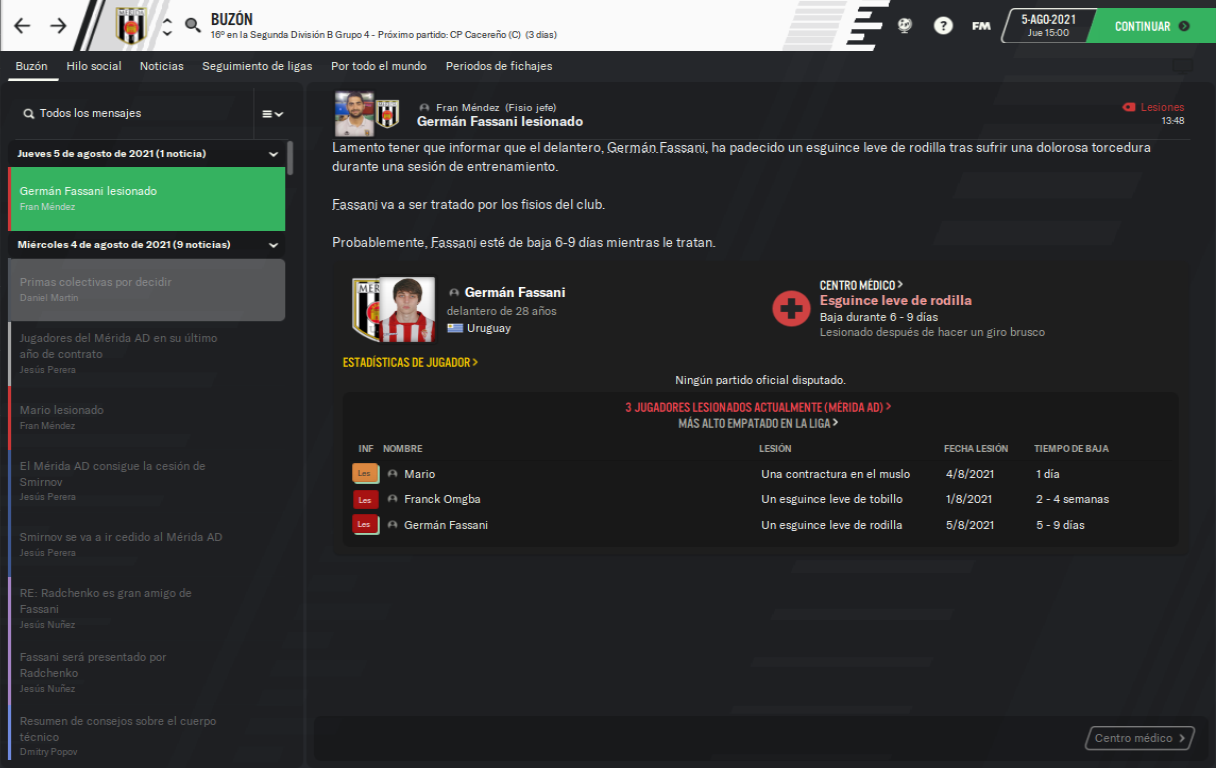 BUZÓN
16º en la Segunda División B Grupo 4 - Próximo partido: CP Cacereño (C) (3 dias)
?
FM
5-AGO-2021
Jue 15:00
CONTINUAR
Buzón
Hilo social
Noticias
Seguimiento de ligas
Por todo el mundo
Periodos de fichajes
Todos los mensajes
Jueves 5 de agosto de 2021 (1 noticia)
Germán Fassani lesionado
Fran Méndez
Miércoles 4 de agosto de 2021 (9 noticias)
Primas colectivas por decidir
Daniel Martín
Jugadores del Mérida AD en su último
año de contrato
Jesús Perera
Mario lesionado
Fran Méndez
El Mérida AD consigue la cesión de
Smirnov
Jesús Perera
Smirnov se va a ir cedido al Mérida AD
Jesús Perera
RE: Radchenko es gran amigo de
Fassani
Jesús Nuñez
Fassani será presentado por
Radchenko
Jesús Nuñez
Resumen de consejos sobre el cuerpo
técnico
Dmitry Popov
Fran Méndez (Fisio jefe)
Germán Fassani lesionado
Lesiones
13:48
Lamento tener que informar que el delantero, Germán Fassani, ha padecido un esguince leve de rodilla tras sufrir una dolorosa torcedura
durante una sesión de entrenamiento.
Fassani va a ser tratado por los fisios del club.
Probablemente, Fassani esté de baja 6-9 días mientras le tratan.
Germán Fassani
delantero de 28 años
Uruguay
CENTRO MÉDICO
Esguince leve de rodilla
Baja durante 6 - 9 días
Lesionado después de hacer un giro brusco
ESTADÍSTICAS DE JUGADOR
Ningún partido oficial disputado.
3 JUGADORES LESIONADOS ACTUALMENTE (MÉRIDA AD)
MÁS ALTO EMPATADO EN LA LIGA
INF NOMBRE LESIÓN FECHA LESIÓN TIEMPO DE BAJA
Les Mario Una contractura en el muslo 4/8/2021 1 día
Les Franck Omgba Un esguince leve de tobillo 1/8/2021 2 - 4 semanas
Les Germán Fassani Un esguince leve de rodilla 5/8/2021 5 - 9 días
Centro médico